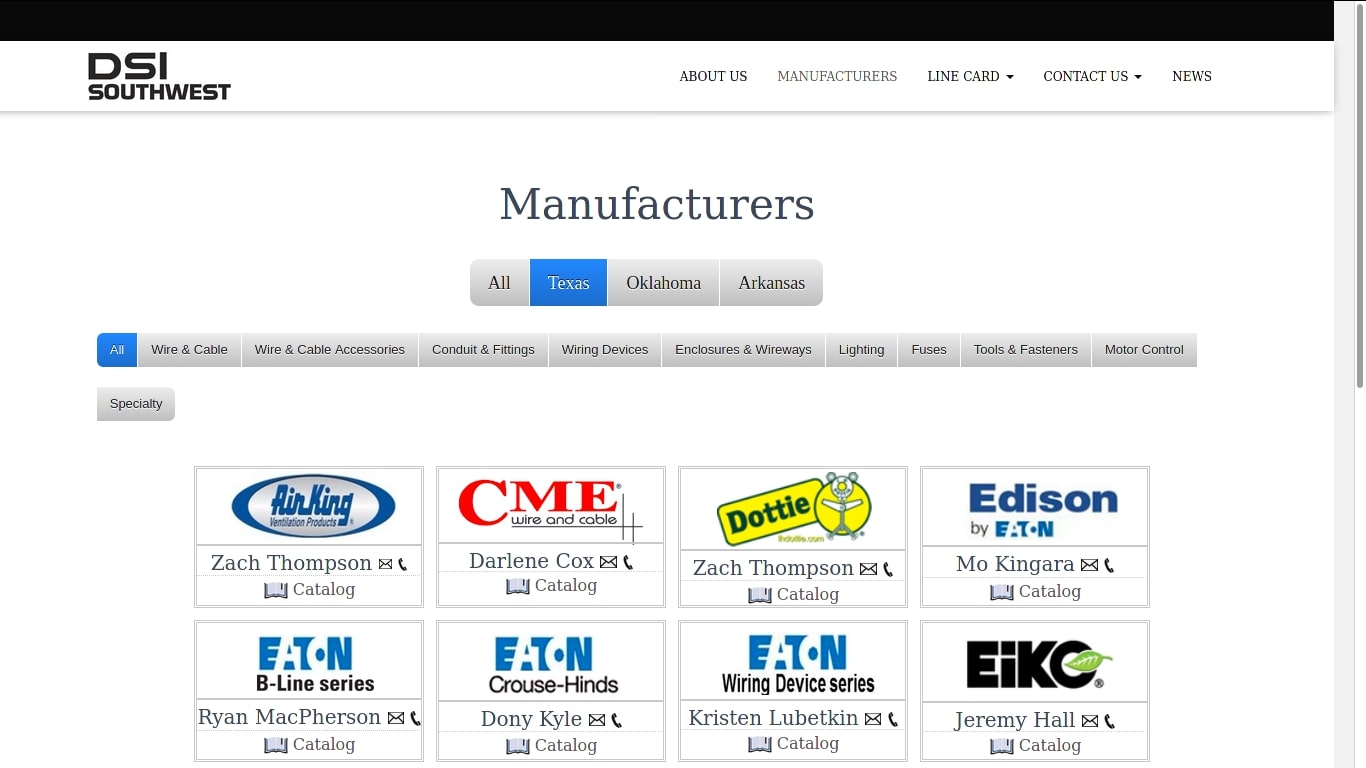 DSI
SOUTHWEST
ABOUT US
MANUFACTURERS
LINE CARD
CONTACT US
NEWS
Manufacturers
All
Texas
Oklahoma
Arkansas
All
Wire & Cable
Wire & Cable Accessories
Conduit & Fittings
Wiring Devices
Enclosures & Wireways
Lighting
Fuses
Tools & Fasteners
Motor Control
Specialty
Air King®
Ventilation Products
Zach Thompson
Catalog
CME®
wire and cable
Darlene Cox
Catalog
Dottie®
lhdottie.com
Zach Thompson
Catalog
Edison
by EATON
Mo Kingara
Catalog
EATON
B-Line series
Ryan MacPherson
Catalog
EATON
Crouse-Hinds
Dony Kyle
Catalog
EATON
Wiring Device series
Kristen Lubetkin
Catalog
EiKO®
Jeremy Hall
Catalog